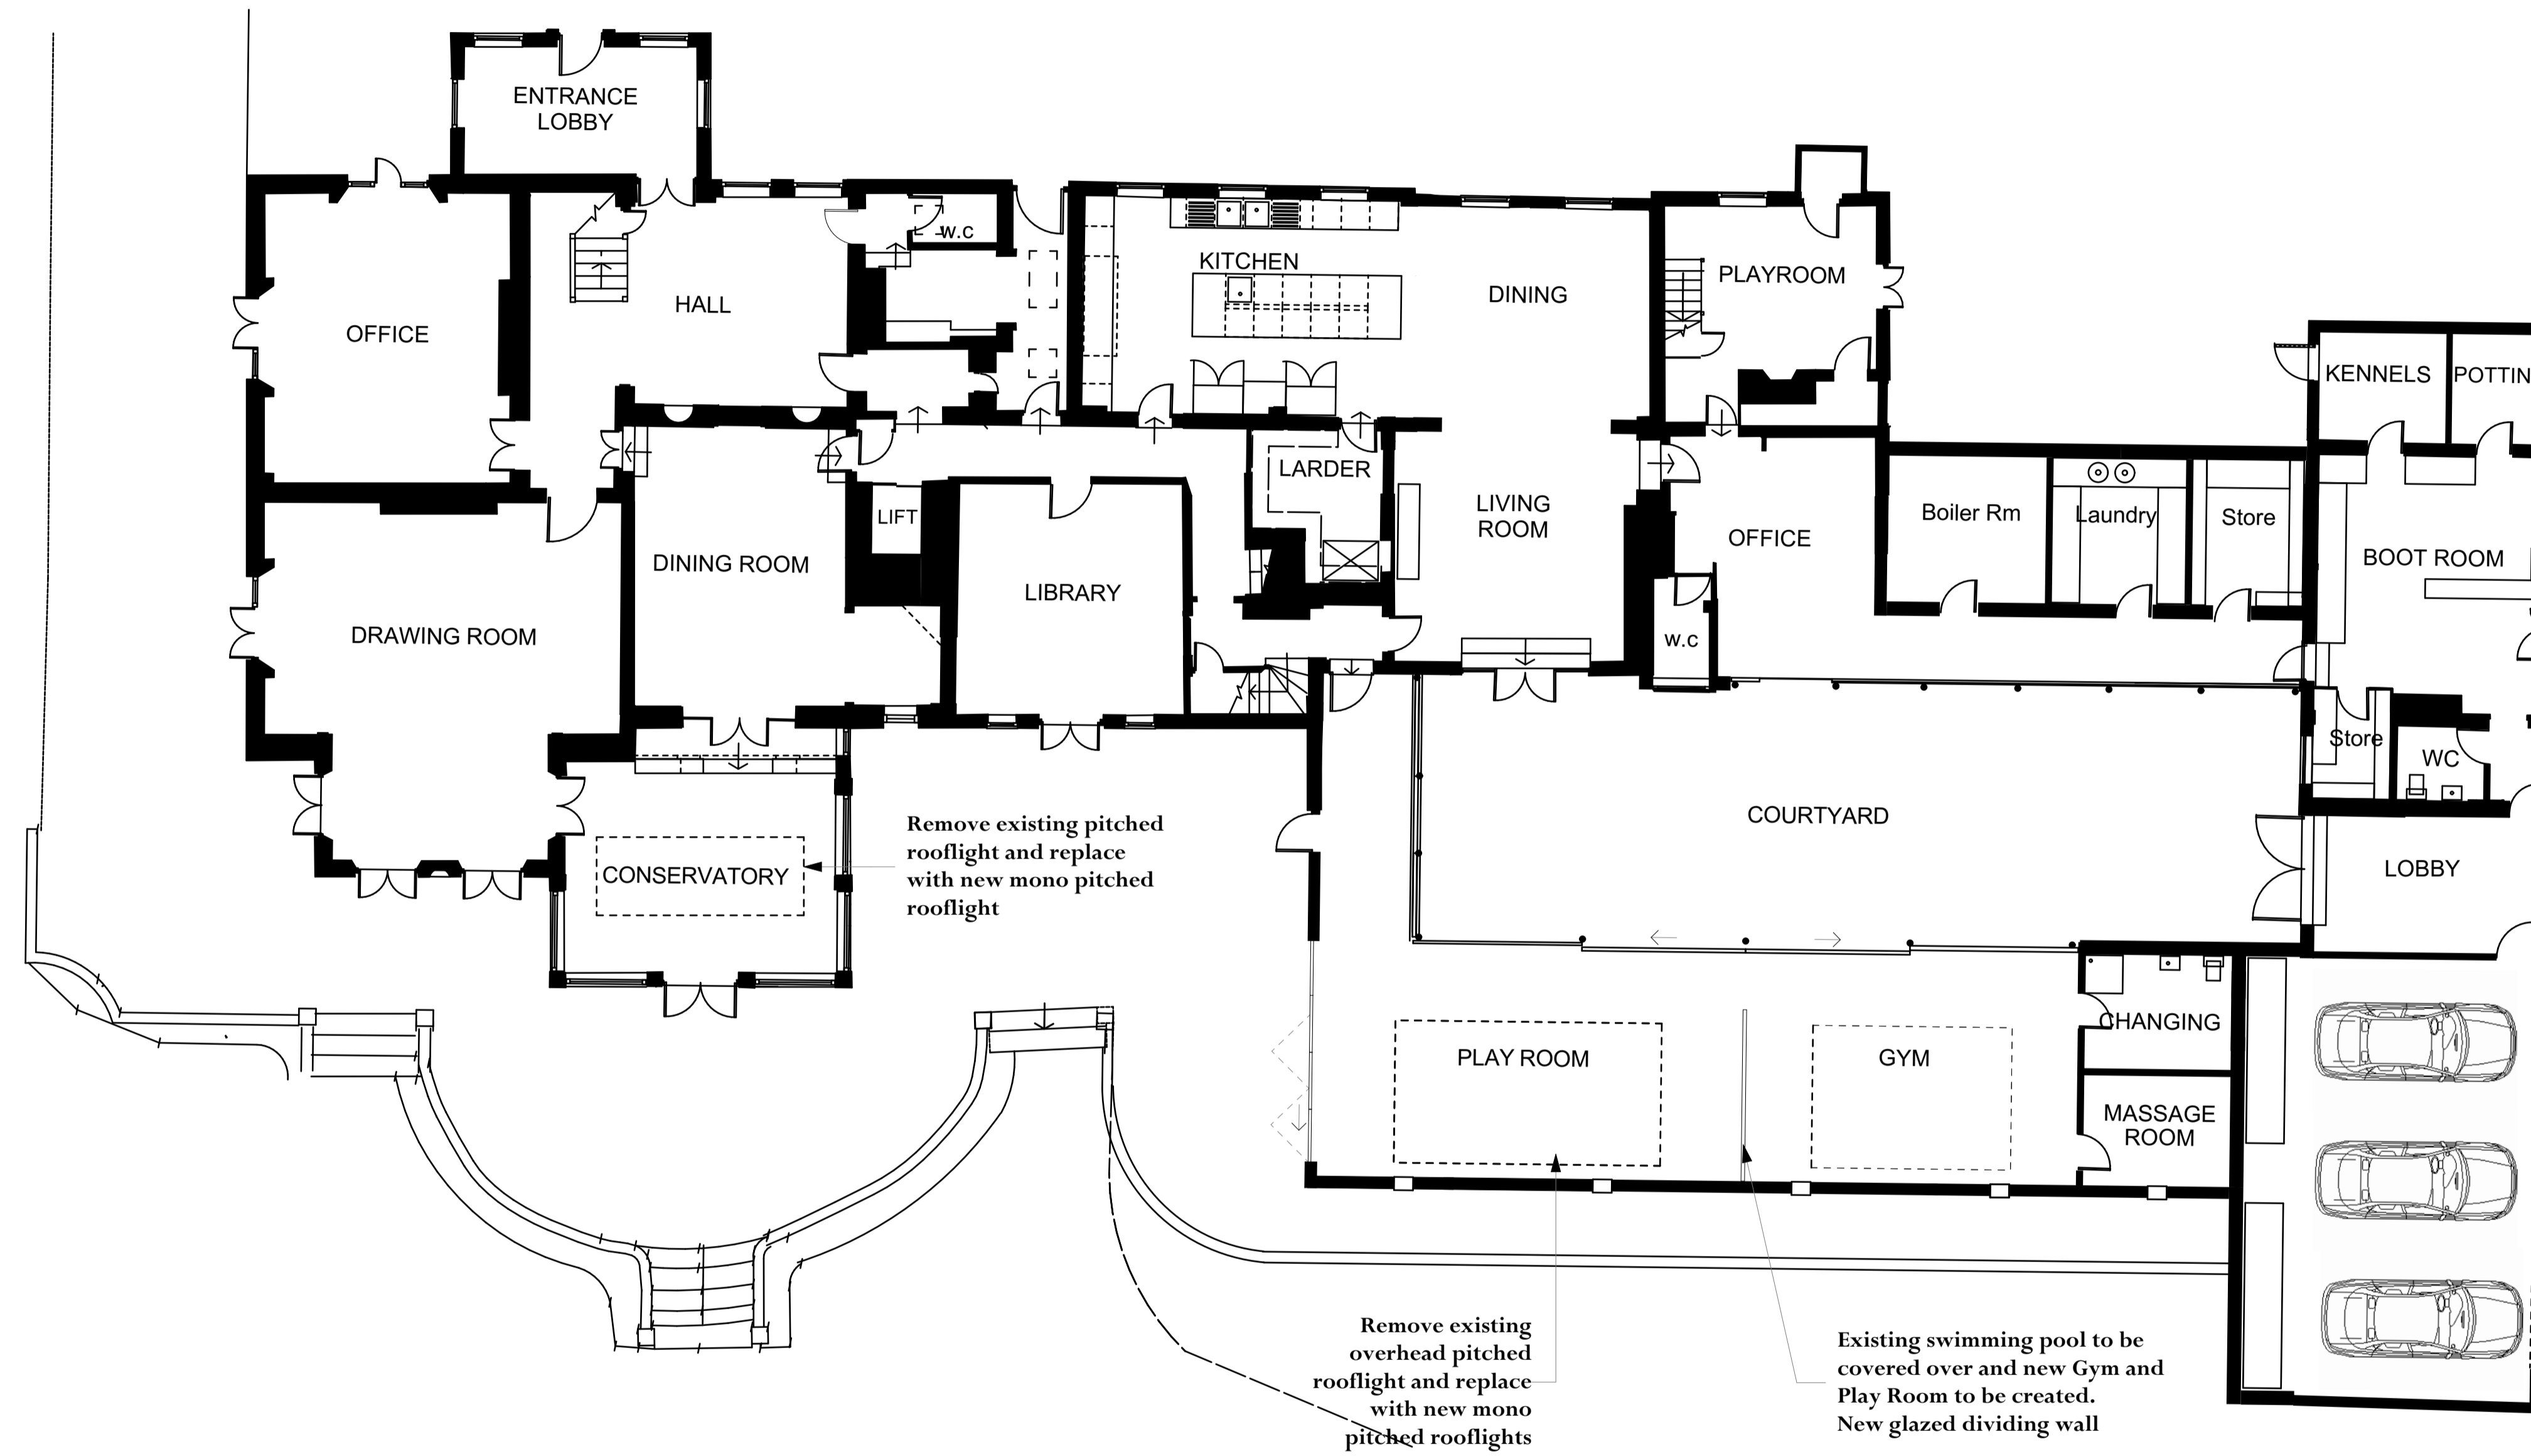 ENTRANCE
LOBBY
w.c
KITCHEN
PLAYROOM
DINING
HALL
OFFICE
KENNELS
POTTIN
LARDER
LIFT
LIVING
ROOM
Boiler Rm
Laundry
Store
OFFICE
BOOT ROOM
DINING ROOM
LIBRARY
DRAWING ROOM
w.c
Store
WC
COURTYARD
LOBBY
CONSERVATORY
Remove existing pitched
rooflight and replace
with new mono pitched
rooflight
CHANGING
PLAY ROOM
GYM
MASSAGE
ROOM
Remove existing
overhead pitched
rooflight and replace
with new mono
pitched rooflights
Existing swimming pool to be
covered over and new Gym and
Play Room to be created.
New glazed dividing wall